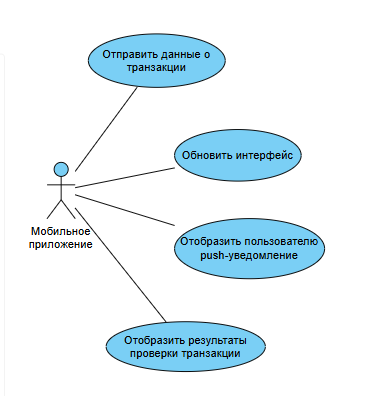 Отправить данные о
транзакции
Обновить интерфейс
Мобильное
приложение
Отобразить пользователю
push-уведомление
Отобразить результаты
проверки транзакции